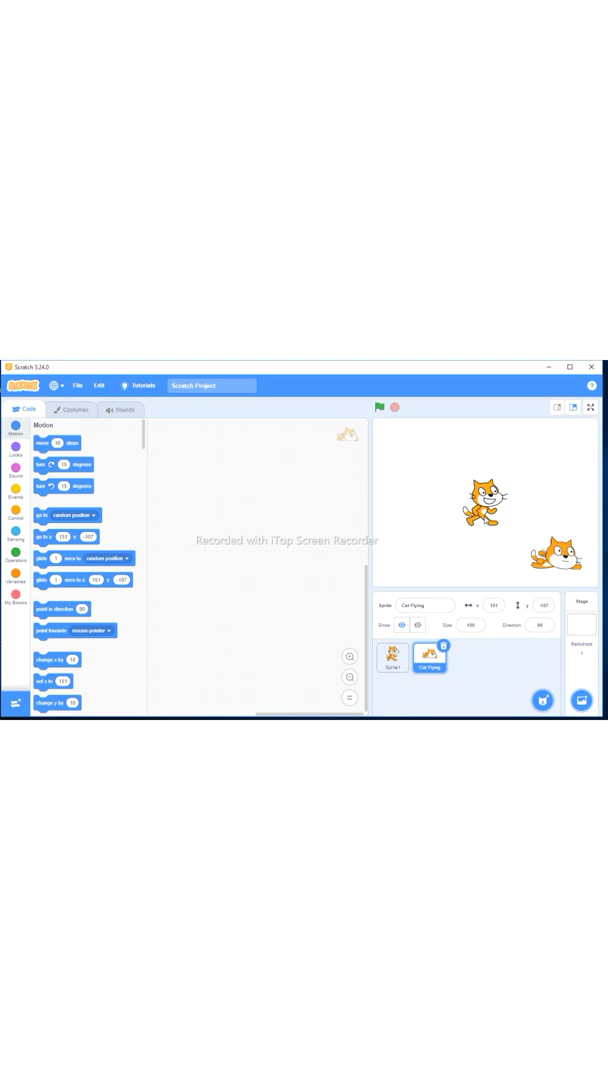 Scratch 3.24.0
File Edit Tutorials Scratch Project
Code Costumes Sounds
Motion
Looks
Sound
Events
Control
Sensing
Operators
Variables
My Blocks
Motion
move 10 steps
turn 15 degrees
turn 15 degrees
go to random position
go to x: 151 y: -107
glide 1 secs to random position
glide 1 secs to x: 151 y: -107
point in direction 90
point towards mouse-pointer
change x by 10
set x to 151
change y by 10
Recorded with iTop Screen Recorder
Sprite Cat Flying x 151 y -107
Show Size 100 Direction 90
Sprite1
Cat Flying
Stage
Backdrops
1